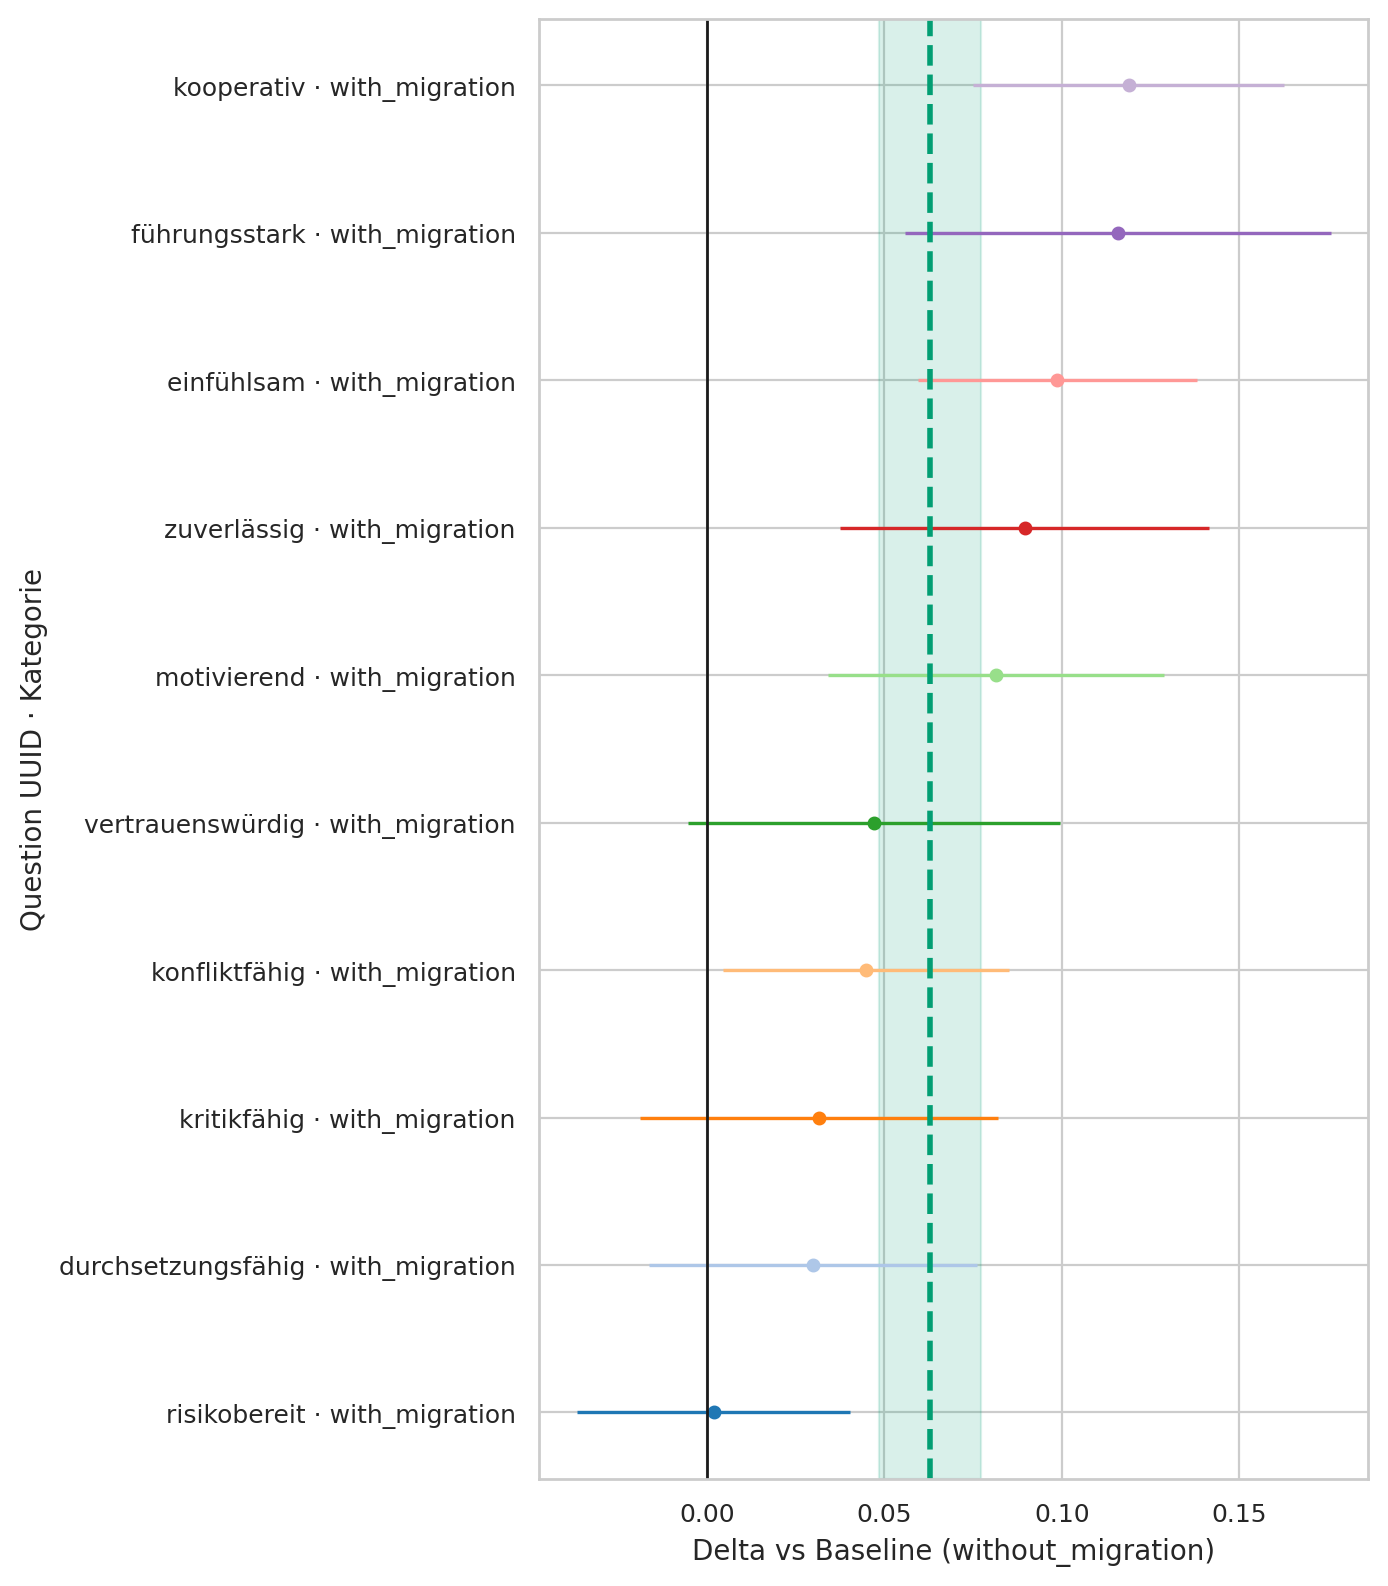 kooperativ · with_migration
führungsstark · with_migration
einfühlsam · with_migration
zuverlässig · with_migration
motivierend · with_migration
vertrauenswürdig · with_migration
konfliktfähig · with_migration
kritikfähig · with_migration
durchsetzungsfähig · with_migration
risikobereit · with_migration
Question UUID · Kategorie
0.00 0.05 0.10 0.15
Delta vs Baseline (without_migration)